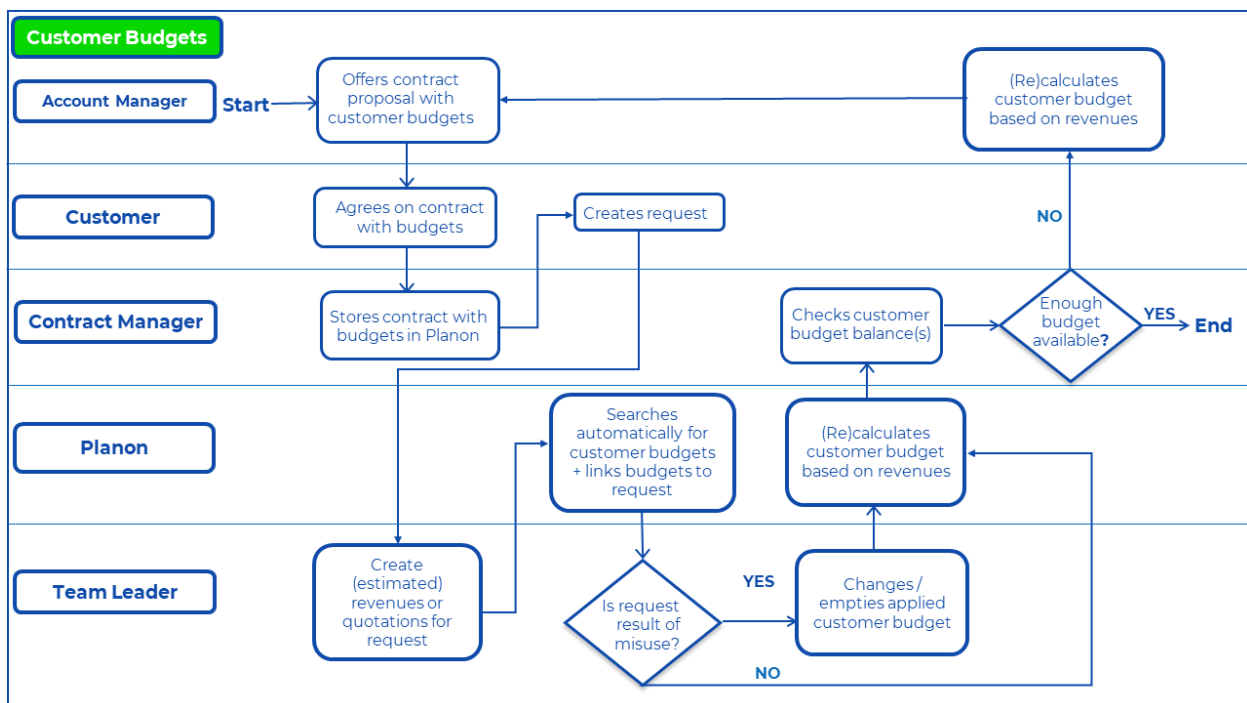 Customer Budgets
Account Manager
Start
Offers contract
proposal with
customer budgets
(Re)calculates
customer budget
based on revenues
Customer
Agrees on contract
with budgets
Creates request
NO
Contract Manager
Stores contract with
budgets in Planon
Checks customer
budget balance(s)
Enough
budget
available?
YES
End
Planon
Searches
automatically for
customer budgets
+ links budgets to
request
(Re)calculates
customer budget
based on revenues
Team Leader
Create
(estimated)
revenues or
quotations for
request
Is request
result of
misuse?
YES
Changes /
empties applied
customer budget
NO